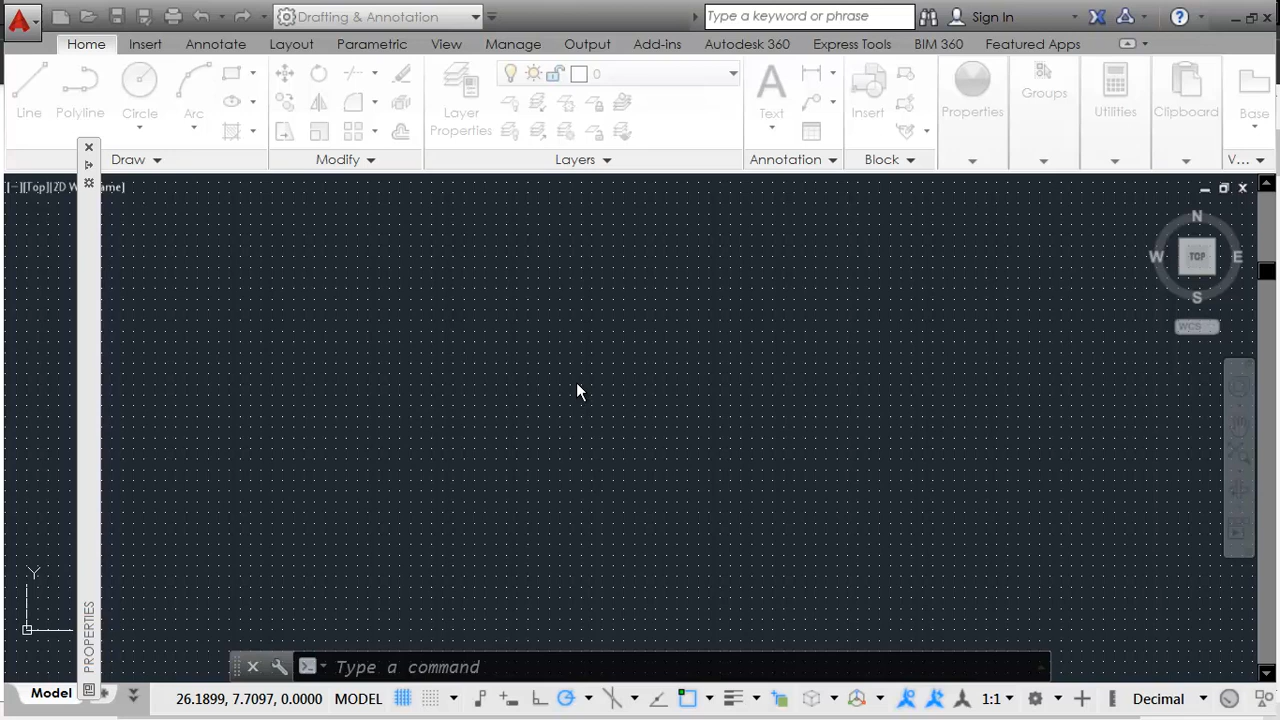 Drafting & Annotation
Type a keyword or phrase
Sign In
Home Insert Annotate Layout Parametric View Manage Output Add-ins Autodesk 360 Express Tools BIM 360 Featured Apps
0
Line Polyline Circle Arc
Layer
Properties
Text
Insert
Properties
Groups
Utilities
Clipboard
Base
Draw Modify Layers Annotation Block V...
[−][Top][2D W ame]
N
W TOP E
S
WCS
Y
PROPERTIES
Type a command
Model
26.1899, 7.7097, 0.0000 MODEL 1:1 Decimal